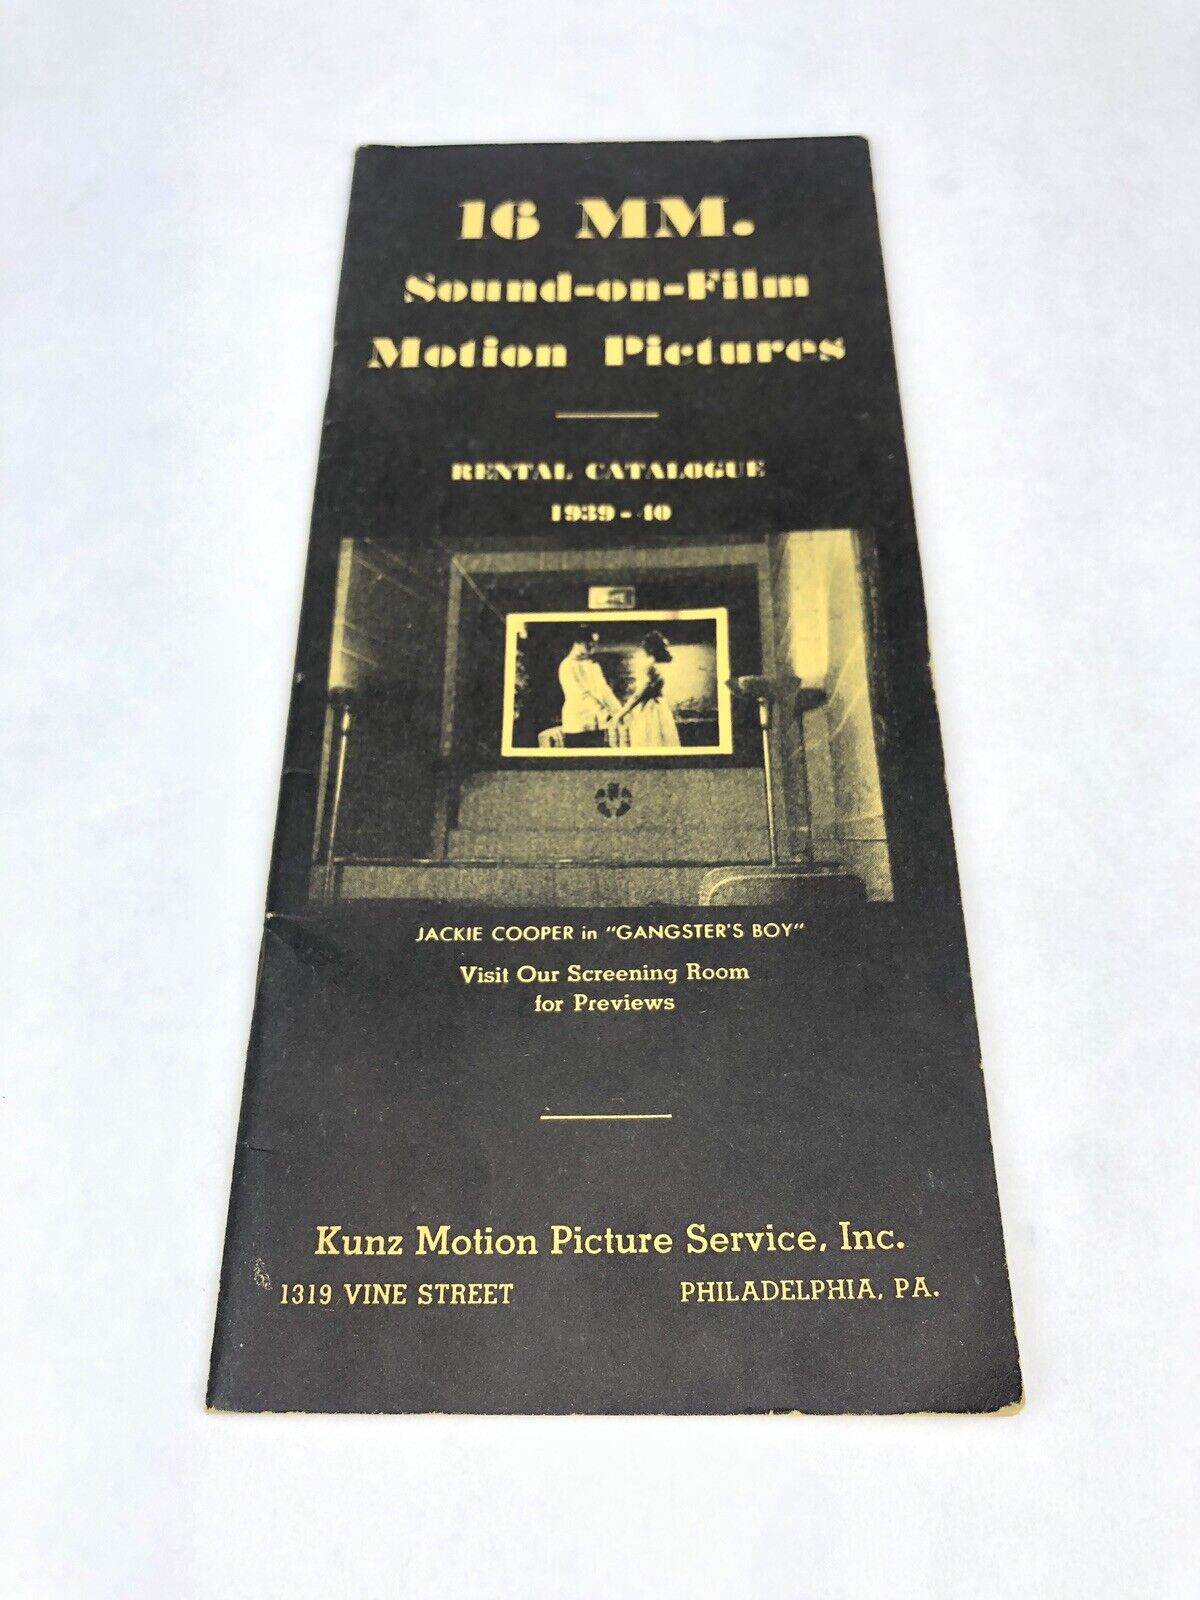 16 MM.
Sound-on-Film
Motion Pictures
RENTAL CATALOGUE
1939-40
JACKIE COOPER in "GANGSTER'S BOY"
Visit Our Screening Room
for Previews
Kunz Motion Picture Service, Inc.
1319 VINE STREET PHILADELPHIA, PA.